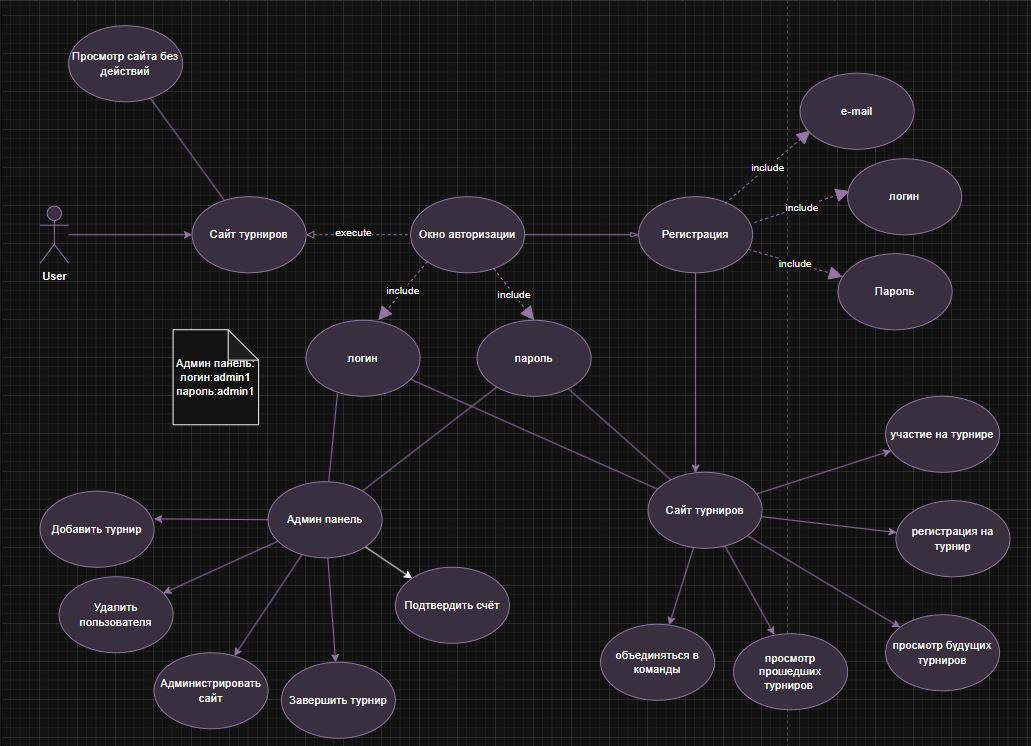 Просмотр сайта без
действий
e-mail
include
логин
include
Сайт турниров
execute
Окно авторизации
Регистрация
include
Пароль
User
include
include
логин
пароль
Админ панель:
логин:admin1
пароль:admin1
участие на турнире
Сайт турниров
Админ панель
Добавить турнир
регистрация на
турнир
Подтвердить счёт
Удалить
пользователя
просмотр будущих
турниров
объединяться в
команды
просмотр
прошедших
турниров
Администрировать
сайт
Завершить турнир